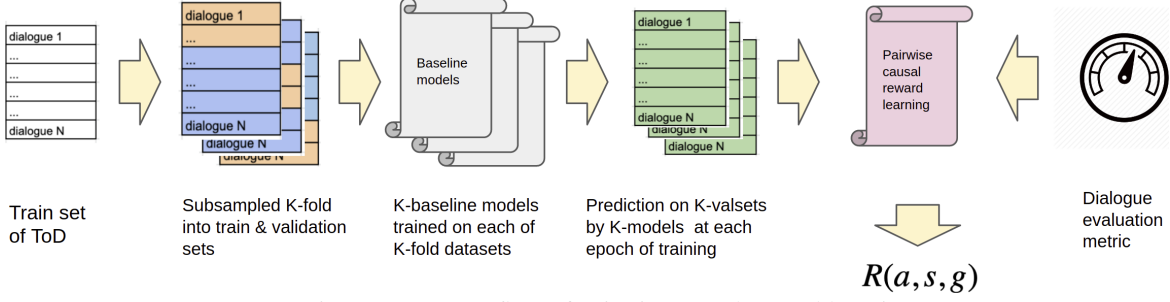 dialogue 1
...
...
...
...
dialogue N
dialogue 1
...
...
...
...
dialogue N
dialogue N
dialogue N
Baseline
models
dialogue 1
...
...
...
...
dialogue N
dialogue N
dialogue N
Pairwise
causal
reward
learning
Train set
of ToD
Subsampled K-fold
into train & validation
sets
K-baseline models
trained on each of
K-fold datasets
Prediction on K-valsets
by K-models at each
epoch of training
Dialogue
evaluation
metric
R(a, s, g)